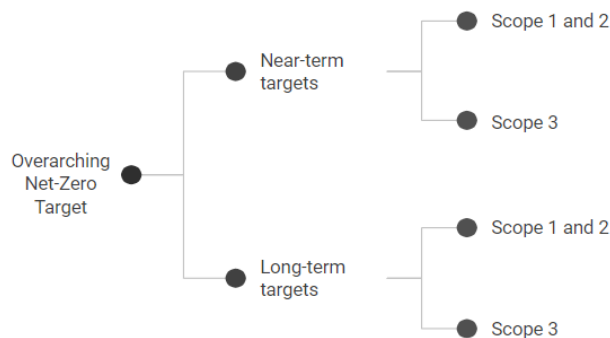 Overarching
Net-Zero
Target
Near-term
targets
Scope 1 and 2
Scope 3
Long-term
targets
Scope 1 and 2
Scope 3